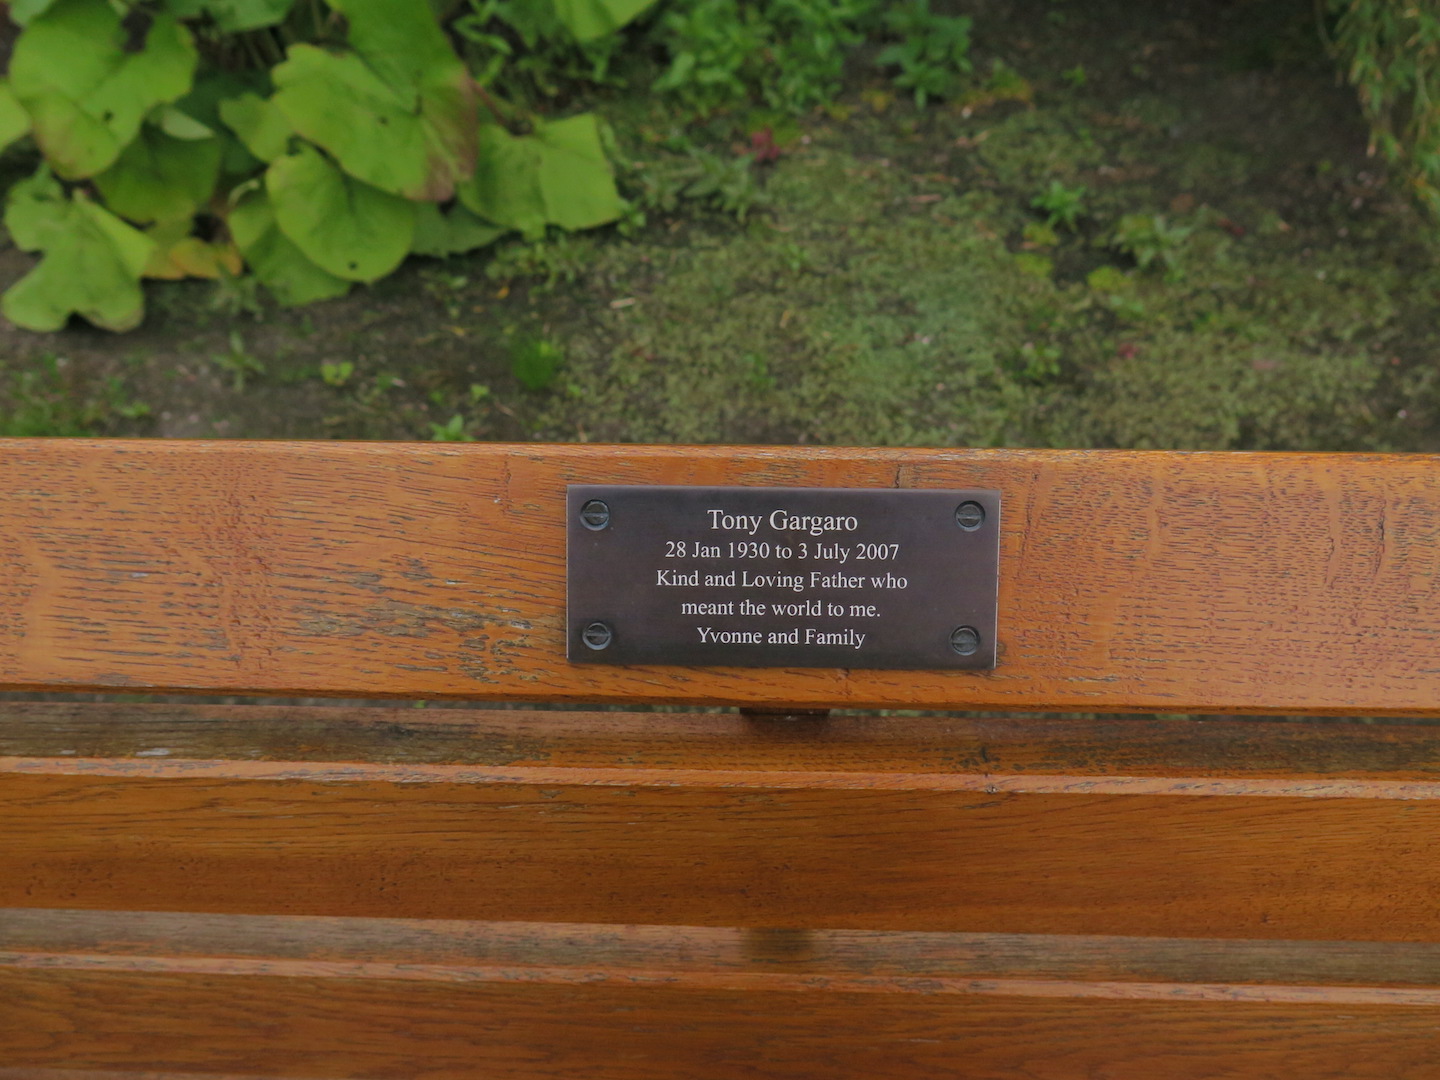 Tony Gargaro
28 Jan 1930 to 3 July 2007
Kind and Loving Father who
meant the world to me.
Yvonne and Family